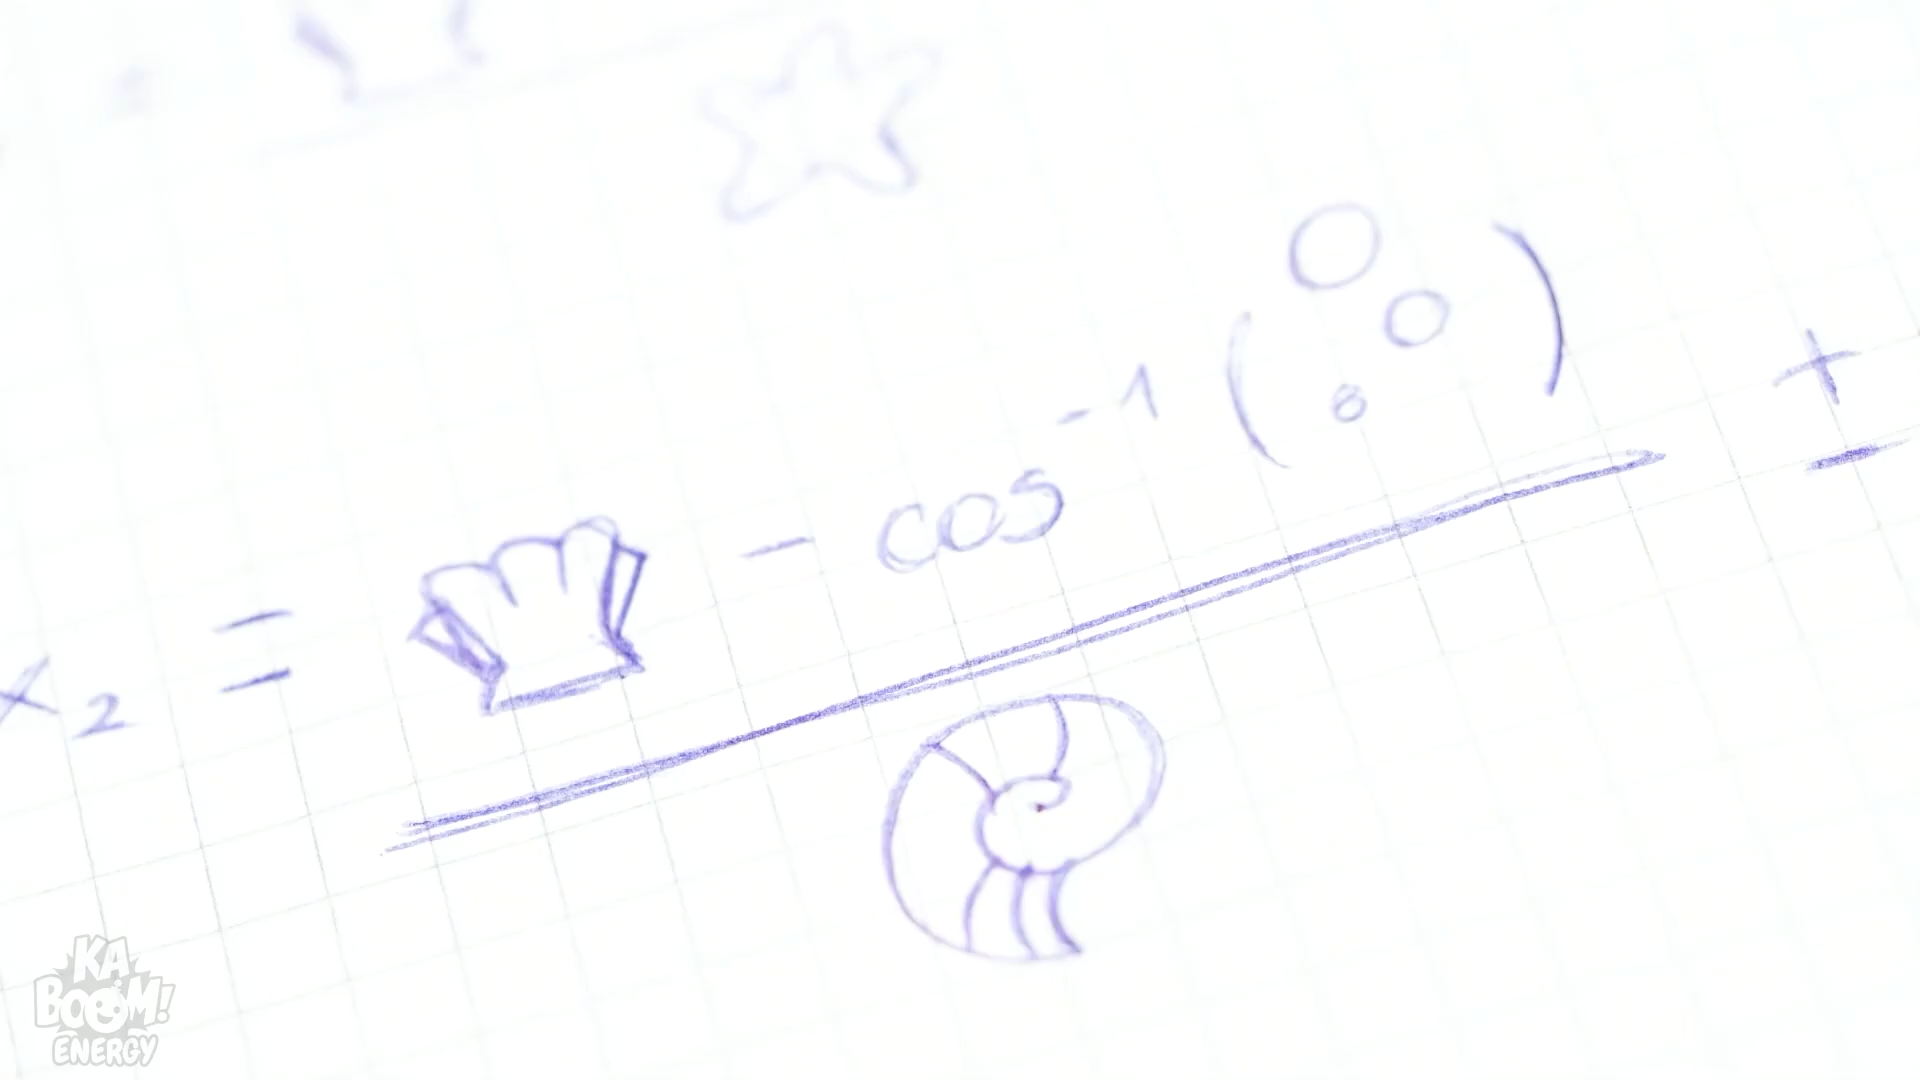 x₂ = - cos⁻¹ ( ) +
KA
BOOM!
ENERGY